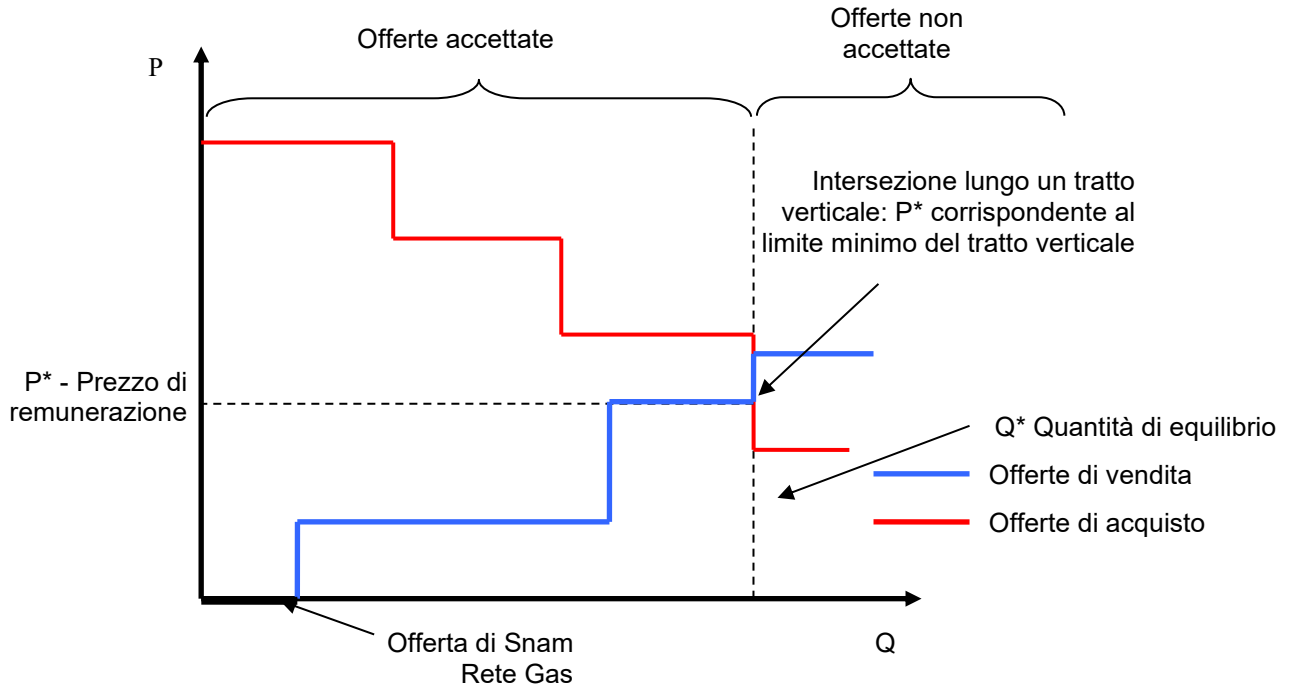 Offerte accettate
Offerte non
accettate
P
Intersezione lungo un tratto
verticale: P* corrispondente al
limite minimo del tratto verticale
P* - Prezzo di
remunerazione
Q* Quantità di equilibrio
Offerte di vendita
Offerte di acquisto
Offerta di Snam
Rete Gas
Q